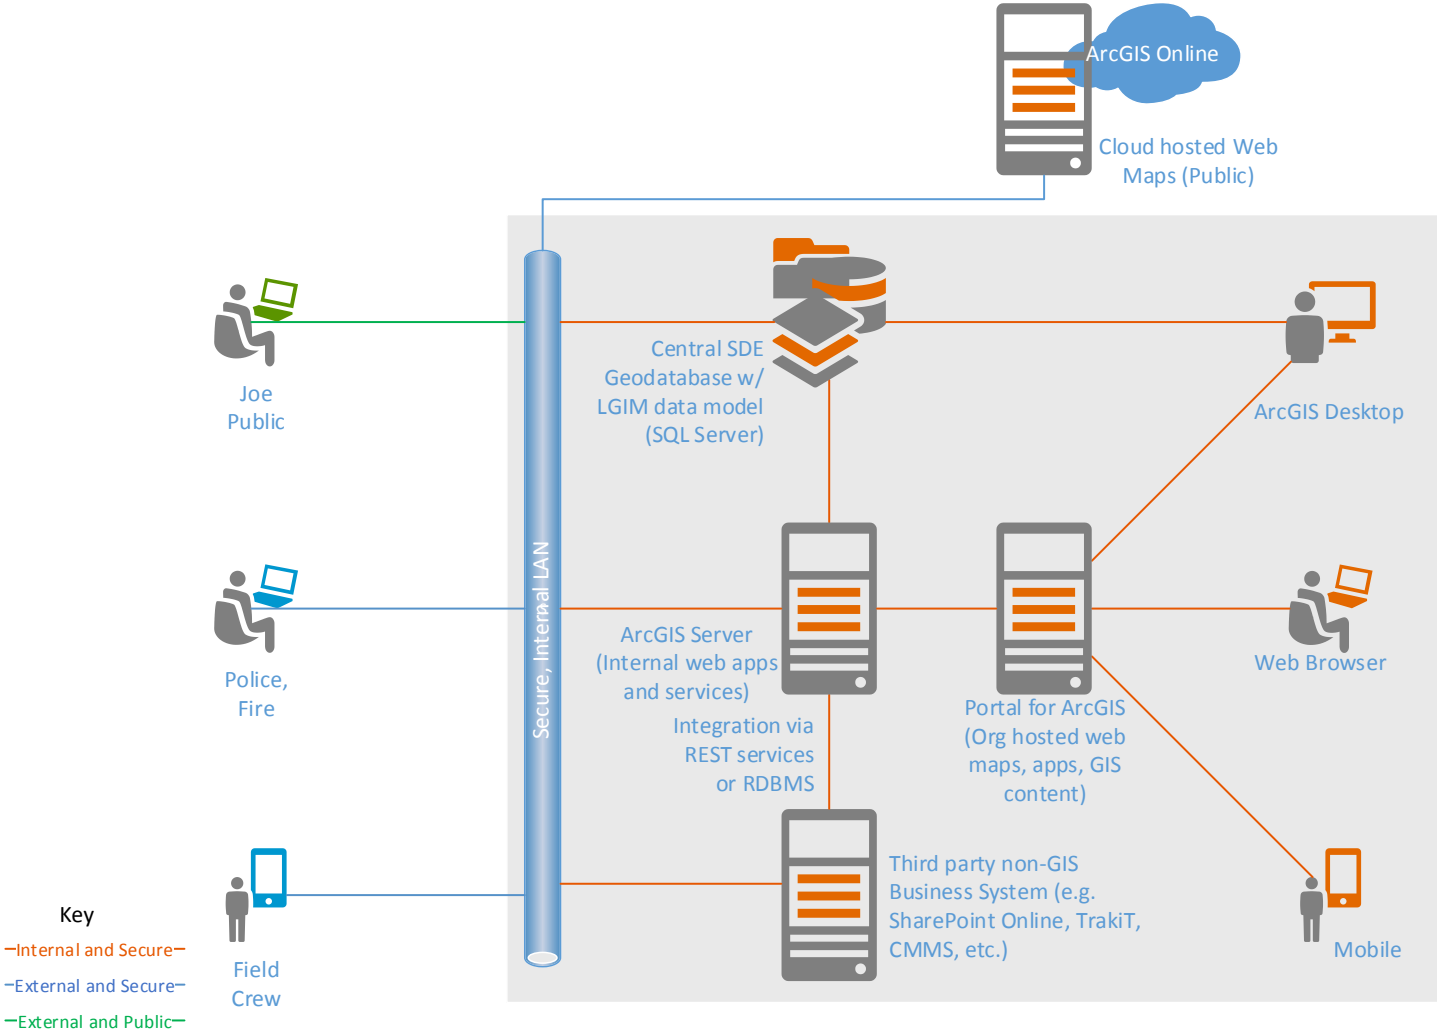 ArcGIS Online
Cloud hosted Web
Maps (Public)
Joe
Public
Central SDE
Geodatabase w/
LGIM data model
(SQL Server)
ArcGIS Desktop
Secure, Internal LAN
Police,
Fire
ArcGIS Server
(Internal web apps
and services)
Integration via
REST services
or RDBMS
Portal for ArcGIS
(Org hosted web
maps, apps, GIS
content)
Web Browser
Third party non-GIS
Business System (e.g.
SharePoint Online, TrakiT,
CMMS, etc.)
Mobile
Field
Crew
Key
Internal and Secure
External and Secure
External and Public